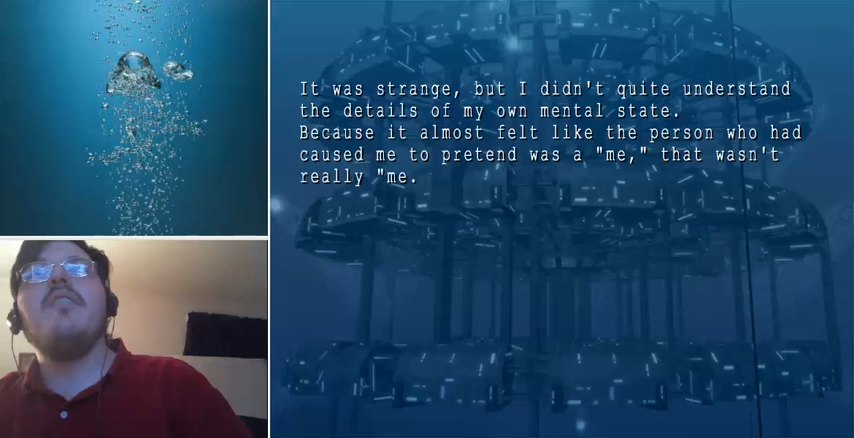 It was strange, but I didn't quite understand
the details of my own mental state.
Because it almost felt like the person who had
caused me to pretend was a "me," that wasn't
really "me.